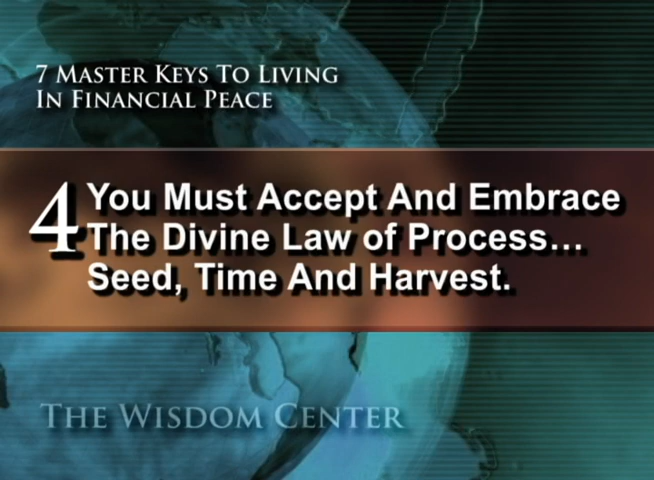 7 Master Keys To Living
In Financial Peace
4 You Must Accept And Embrace
The Divine Law of Process...
Seed, Time And Harvest.
The Wisdom Center